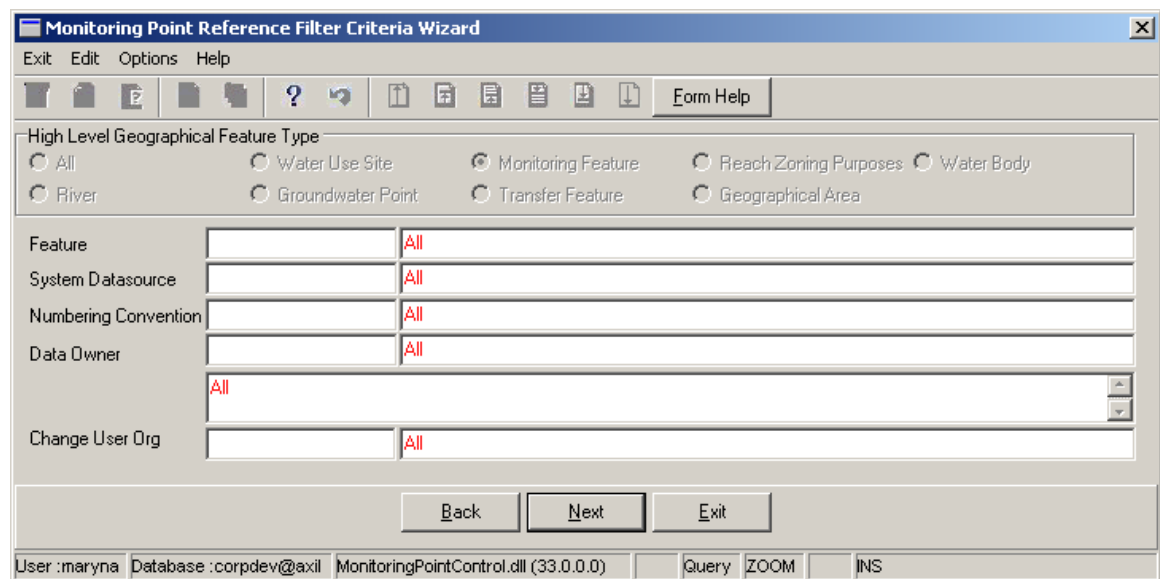 Monitoring Point Reference Filter Criteria Wizard
Exit Edit Options Help
? Form Help
High Level Geographical Feature Type
All Water Use Site Monitoring Feature Reach Zoning Purposes Water Body
River Groundwater Point Transfer Feature Geographical Area
Feature All
System Datasource All
Numbering Convention All
Data Owner All
All
Change User Org All
Back Next Exit
User :maryna Database :corpdev@axil MonitoringPointControl.dll (33.0.0.0) Query ZOOM INS